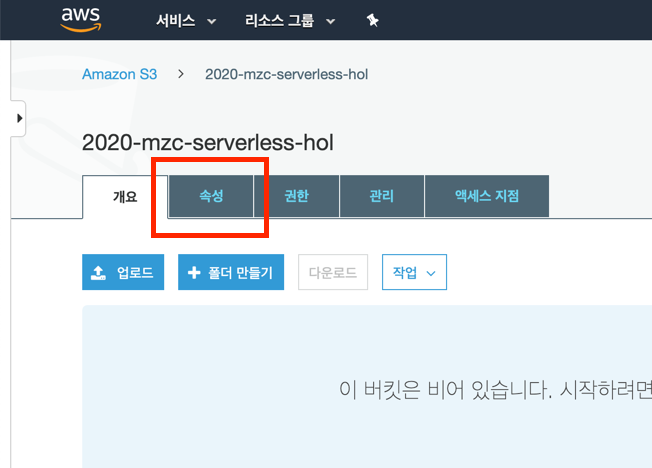 aws 서비스 리소스 그룹
Amazon S3 > 2020-mzc-serverless-hol
2020-mzc-serverless-hol
개요 속성 권한 관리 액세스 지점
업로드 + 폴더 만들기 다운로드 작업
이 버킷은 비어 있습니다. 시작하려면